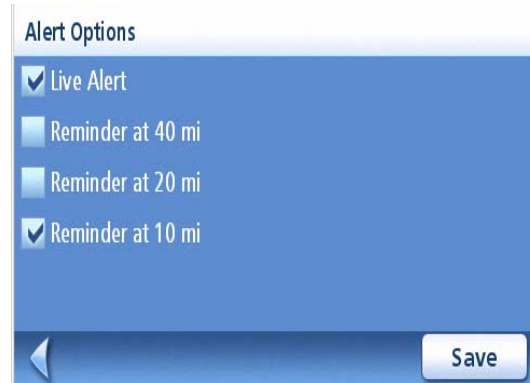 Alert Options
Live Alert
Reminder at 40 mi
Reminder at 20 mi
Reminder at 10 mi
Save